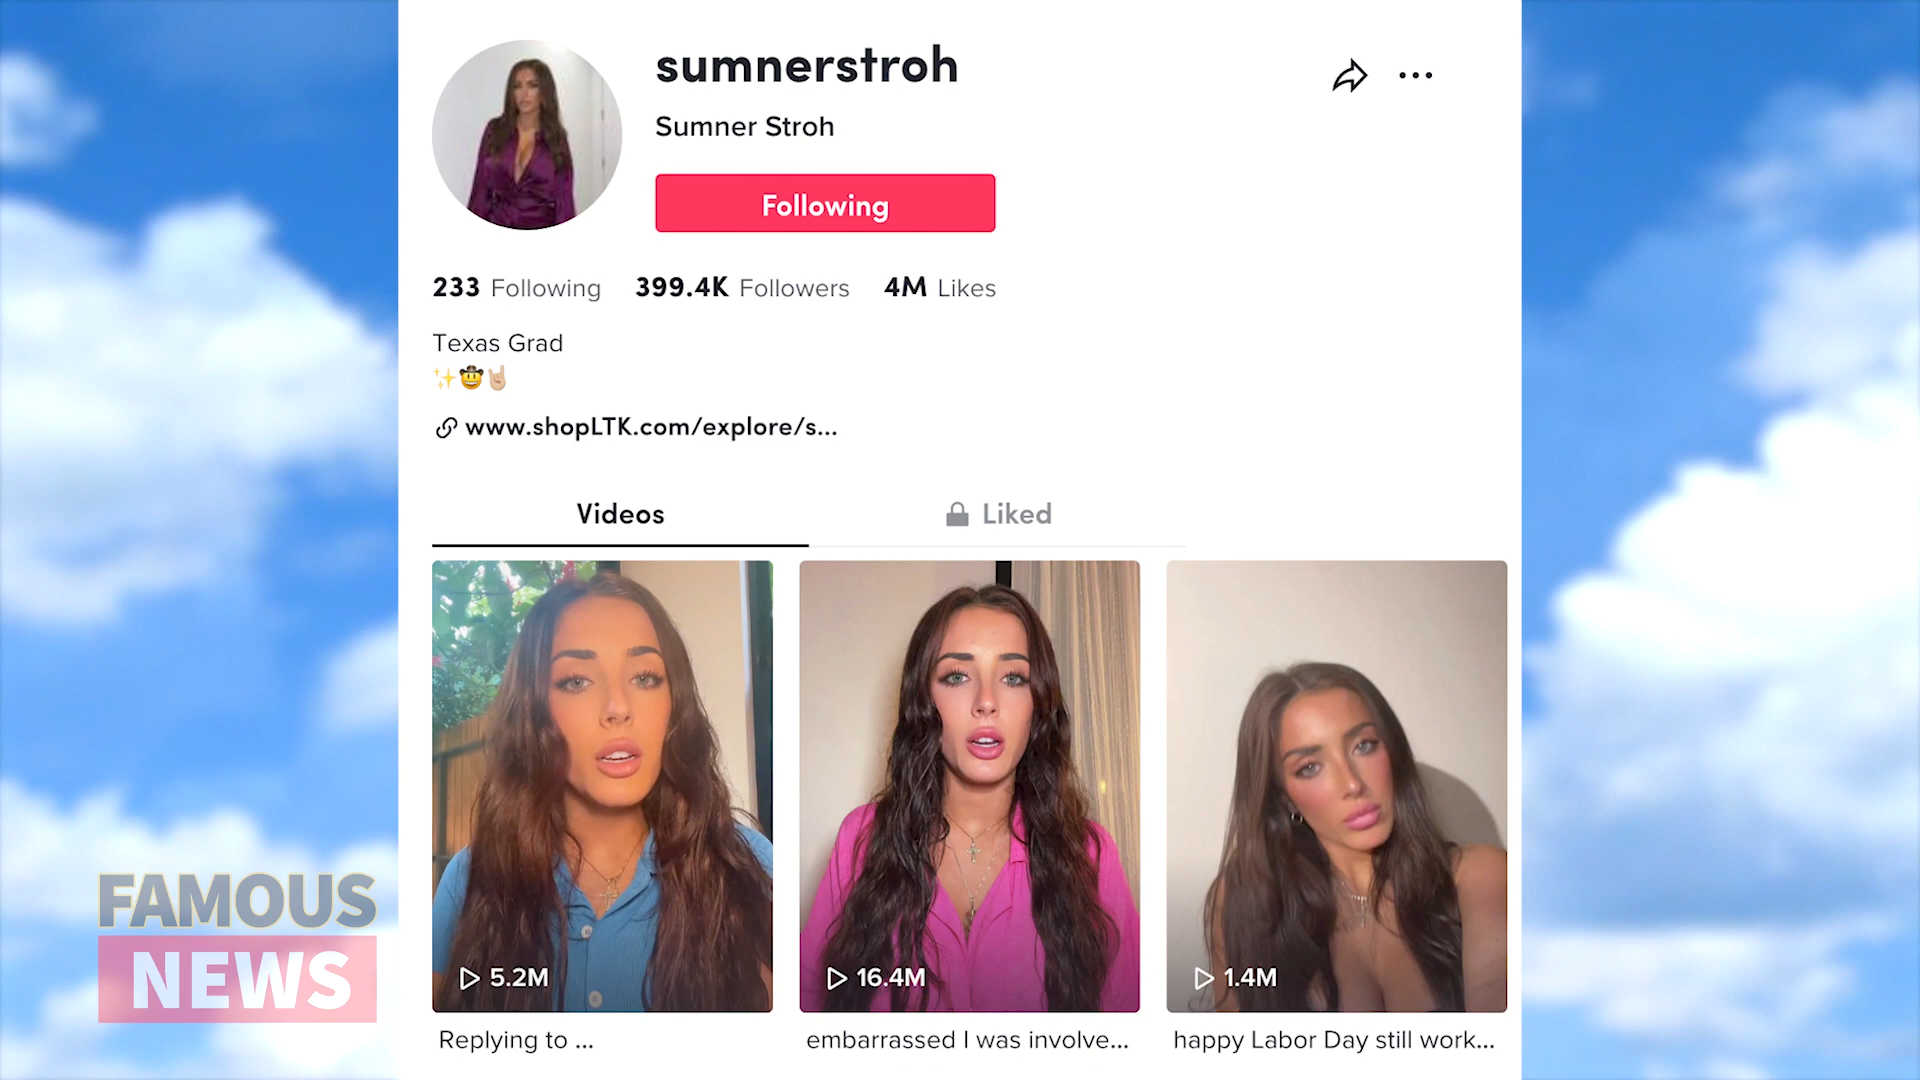 sumnerstroh
Sumner Stroh
Following
233 Following 399.4K Followers 4M Likes
Texas Grad
✨🤠🤘🏼
www.shopLTK.com/explore/s...
Videos
Liked
5.2M
16.4M
1.4M
Replying to ...
embarrassed I was involve...
happy Labor Day still work...
FAMOUS
NEWS